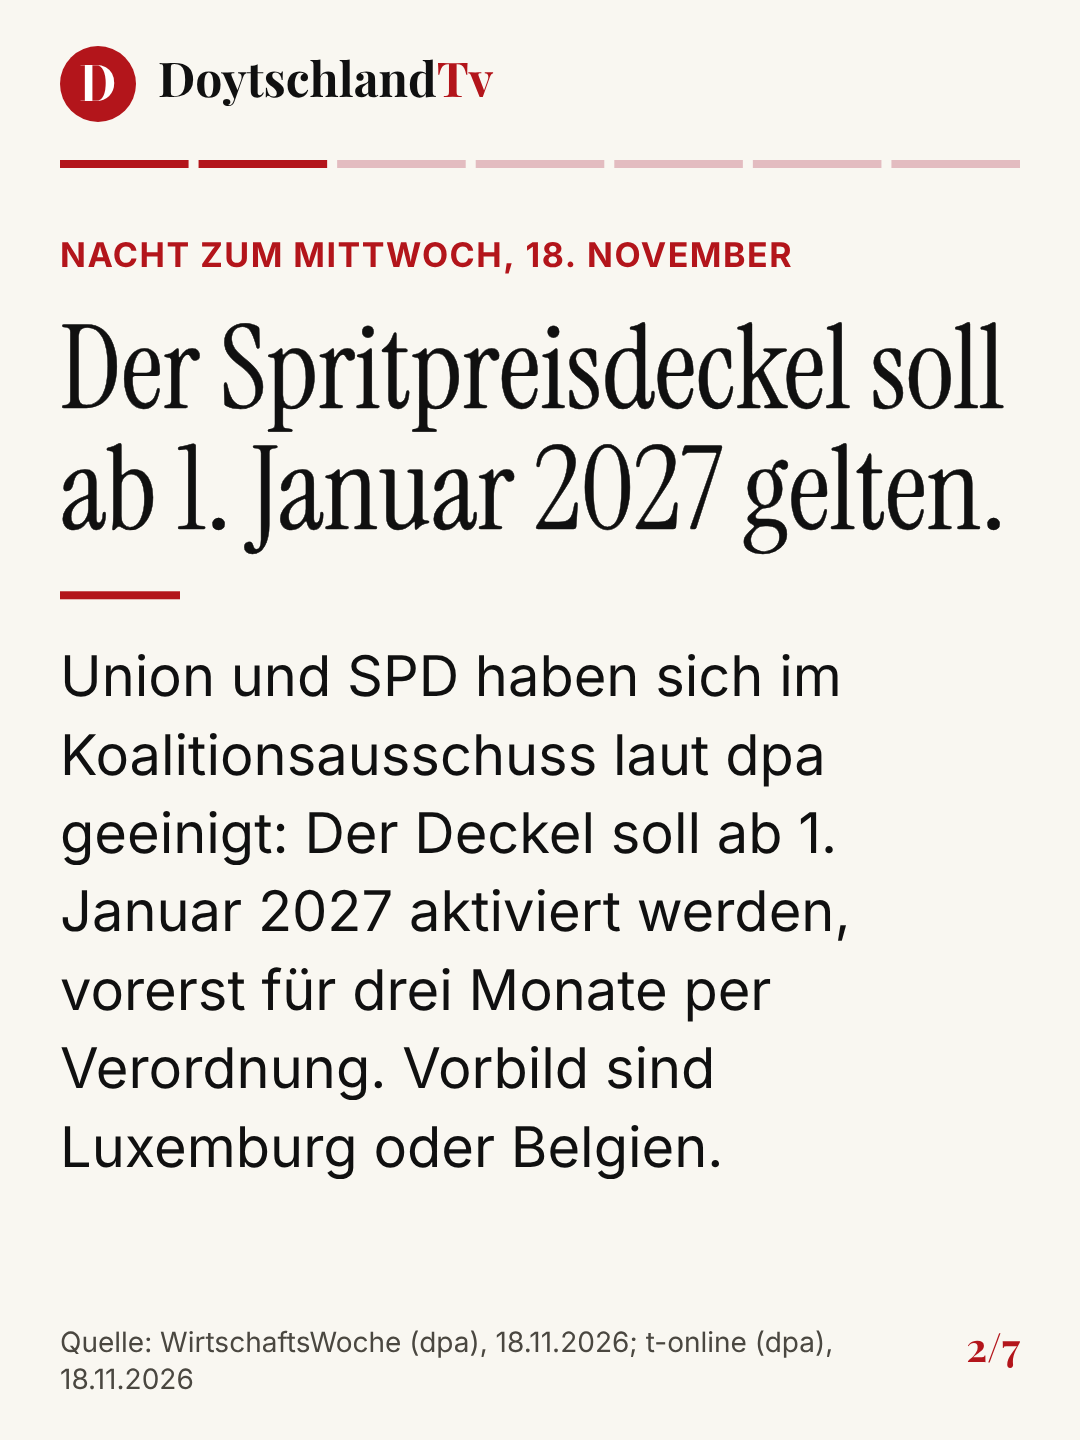 D DoytschlandTv
NACHT ZUM MITTWOCH, 18. NOVEMBER
Der Spritpreisdeckel soll
ab 1. Januar 2027 gelten.
Union und SPD haben sich im
Koalitionsausschuss laut dpa
geeinigt: Der Deckel soll ab 1.
Januar 2027 aktiviert werden,
vorerst für drei Monate per
Verordnung. Vorbild sind
Luxemburg oder Belgien.
Quelle: WirtschaftsWoche (dpa), 18.11.2026; t-online (dpa),
18.11.2026
2/7